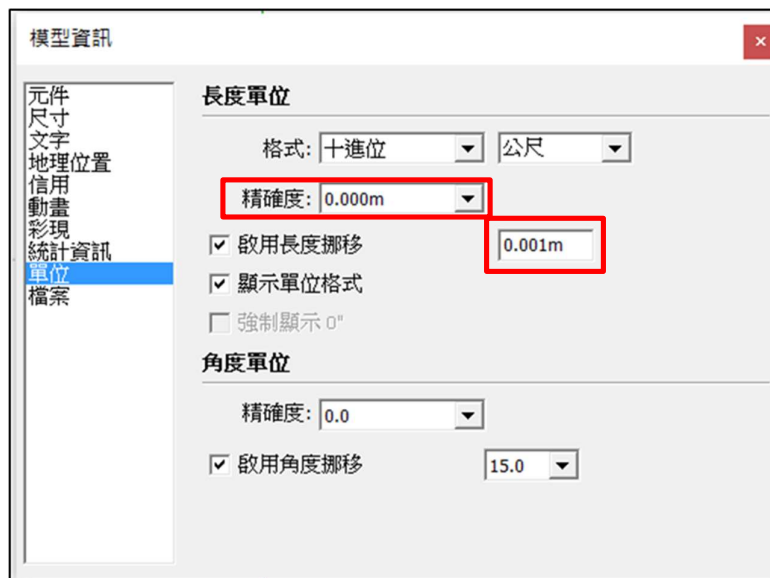 模型資訊
元件
尺寸
文字
地理位置
信用
動畫
彩現
統計資訊
單位
檔案
長度單位
格式: 十進位 公尺
精確度: 0.000m
啟用長度挪移 0.001m
顯示單位格式
強制顯示 0"
角度單位
精確度: 0.0
啟用角度挪移 15.0